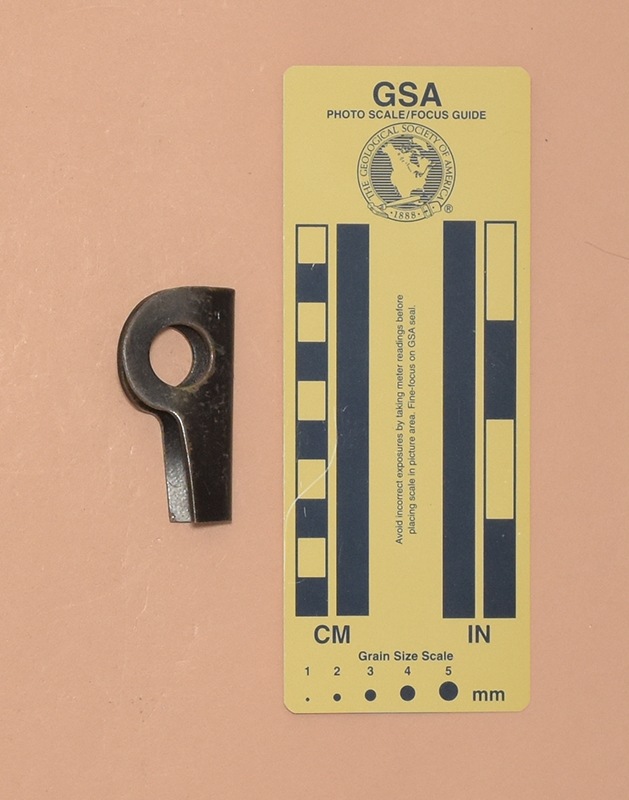 GSA
PHOTO SCALE/FOCUS GUIDE
THE GEOLOGICAL SOCIETY OF AMERICA
·1888·
®
Avoid incorrect exposures by taking meter readings before
placing scale in picture area. Fine-focus on GSA seal.
CM
IN
Grain Size Scale
1 2 3 4 5
mm